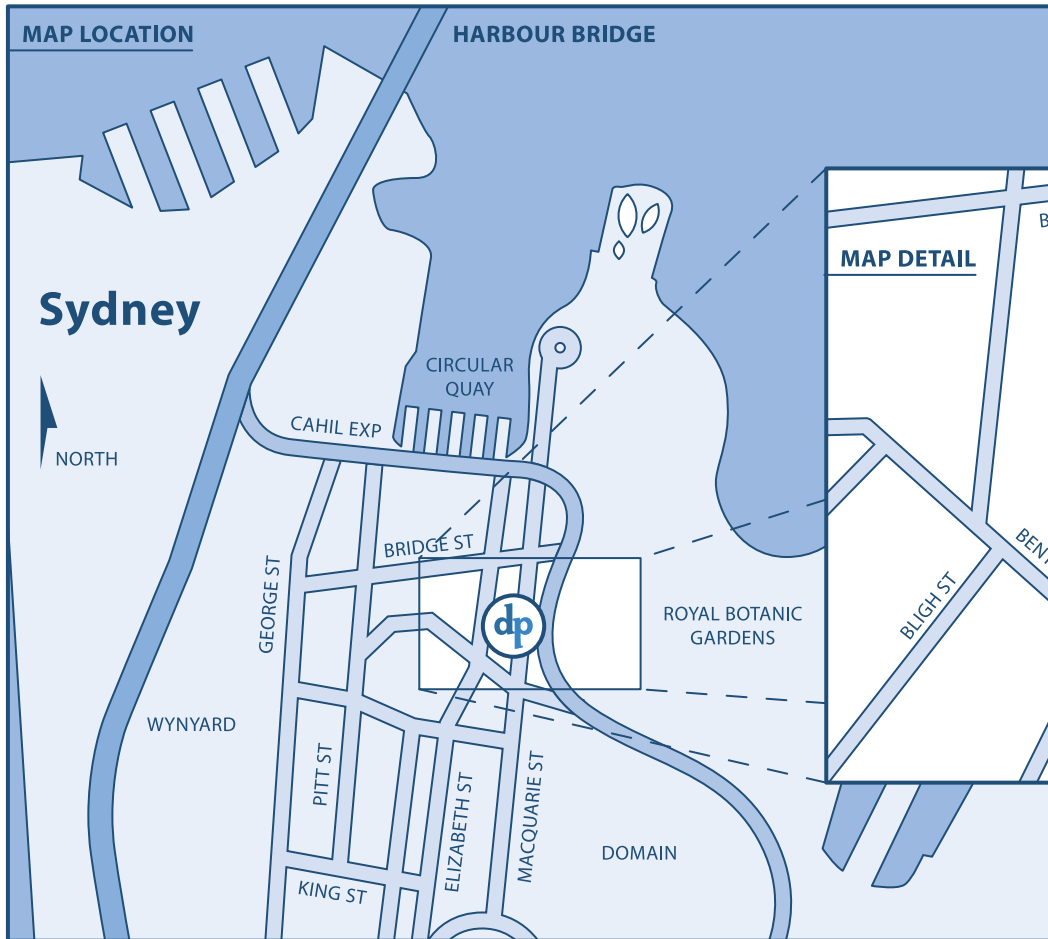 MAP LOCATION
HARBOUR BRIDGE
Sydney
NORTH
CIRCULAR
QUAY
CAHIL EXP
BRIDGE ST
GEORGE ST
dp
ROYAL BOTANIC
GARDENS
WYNYARD
PITT ST
ELIZABETH ST
MACQUARIE ST
DOMAIN
KING ST
MAP DETAIL
BLIGH ST